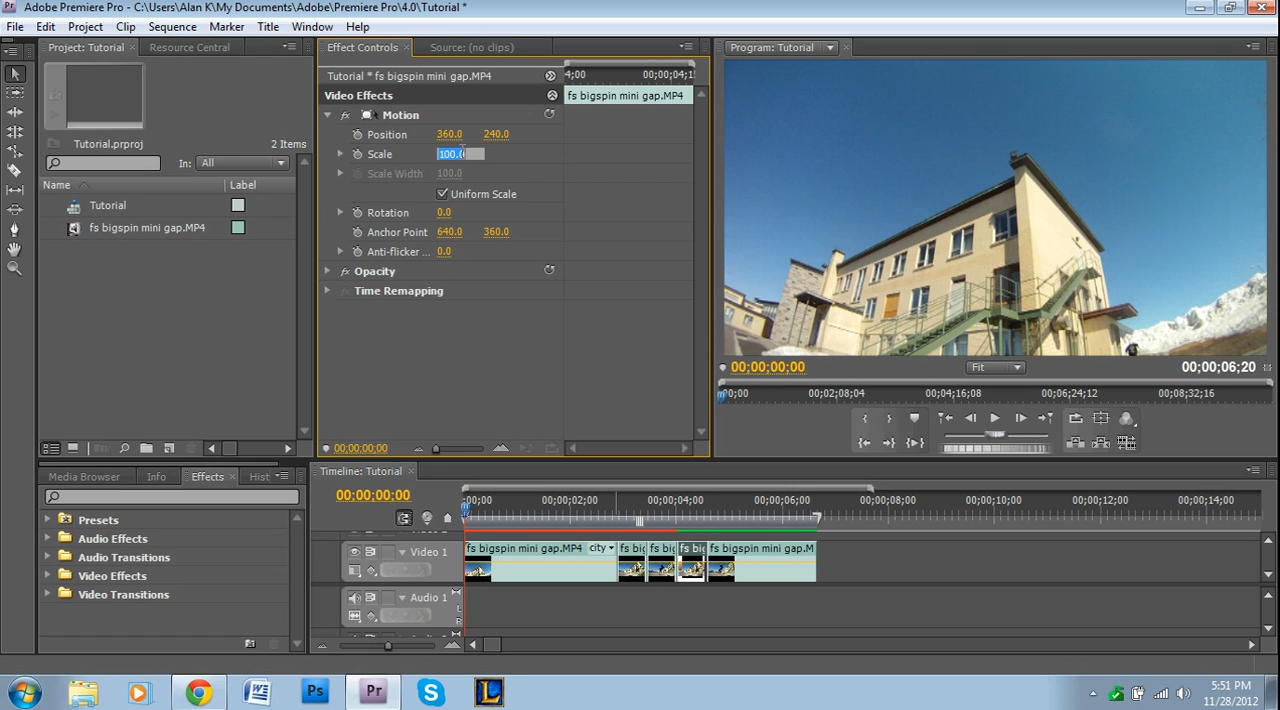 Adobe Premiere Pro - C:\Users\Alan K\My Documents\Adobe\Premiere Pro\4.0\Tutorial *
File Edit Project Clip Sequence Marker Title Window Help
Project: Tutorial Resource Central
Tutorial.prproj 2 Items
In: All
Name Label
Tutorial
fs bigspin mini gap.MP4
Effect Controls Source: (no clips)
Tutorial * fs bigspin mini gap.MP4
4;00 00;00;04;1
Video Effects
fs bigspin mini gap.MP4
fx Motion
Position 360.0 240.0
Scale 100.0
Scale Width 100.0
Uniform Scale
Rotation 0.0
Anchor Point 640.0 360.0
Anti-flicker ... 0.0
fx Opacity
Time Remapping
00;00;00;00
Program: Tutorial
00;00;00;00 Fit 00;00;06;20
;00 00;02;08;04 00;04;16;08 00;06;24;12 00;08;32;16
Media Browser Info Effects Hist
Presets
Audio Effects
Audio Transitions
Video Effects
Video Transitions
Timeline: Tutorial
00;00;00;00
;00;00 00;00;02;00 00;00;04;00 00;00;06;00 00;00;08;00 00;00;10;00 00;00;12;00 00;00;14;00
Video 1
fs bigspin mini gap.MP4 city fs big fs big fs big fs bigspin mini gap.M
Audio 1
L
R
Ps Pr
5:51 PM
11/28/2012